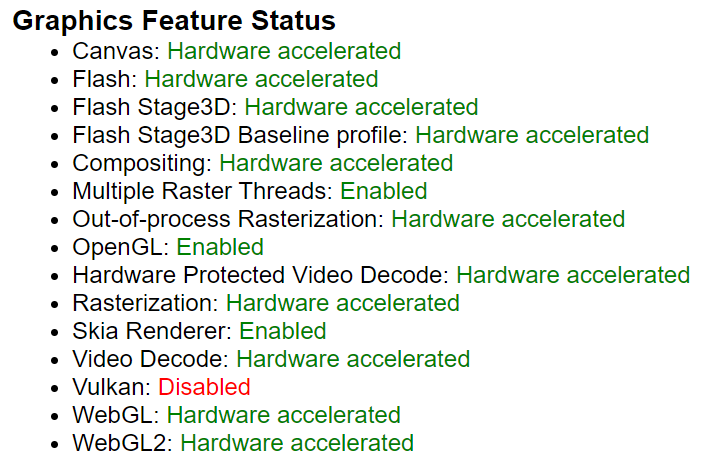 Graphics Feature Status
Canvas: Hardware accelerated
Flash: Hardware accelerated
Flash Stage3D: Hardware accelerated
Flash Stage3D Baseline profile: Hardware accelerated
Compositing: Hardware accelerated
Multiple Raster Threads: Enabled
Out-of-process Rasterization: Hardware accelerated
OpenGL: Enabled
Hardware Protected Video Decode: Hardware accelerated
Rasterization: Hardware accelerated
Skia Renderer: Enabled
Video Decode: Hardware accelerated
Vulkan: Disabled
WebGL: Hardware accelerated
WebGL2: Hardware accelerated